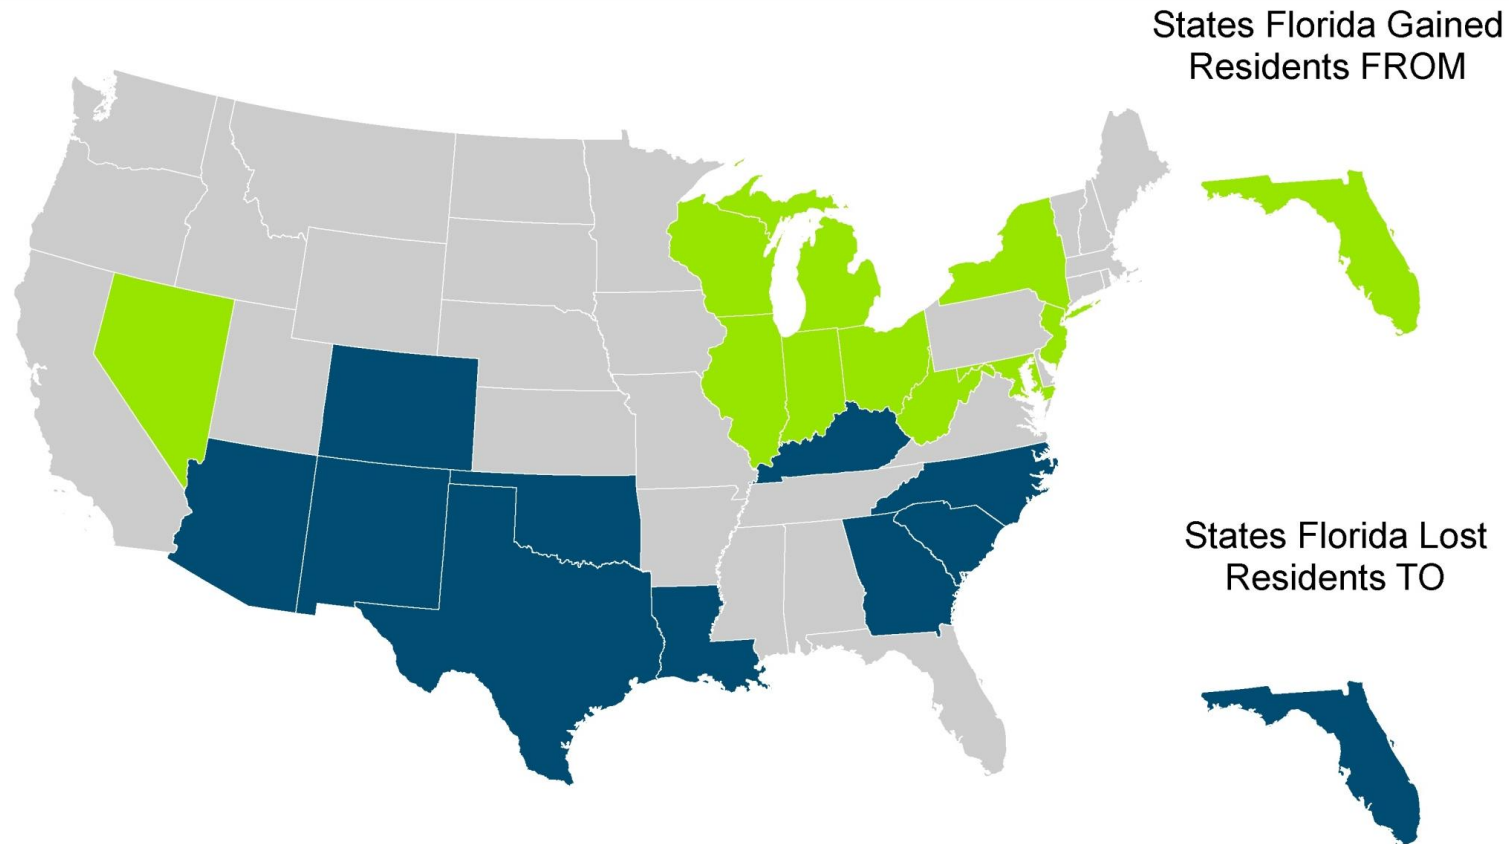 States Florida Gained
Residents FROM
States Florida Lost
Residents TO